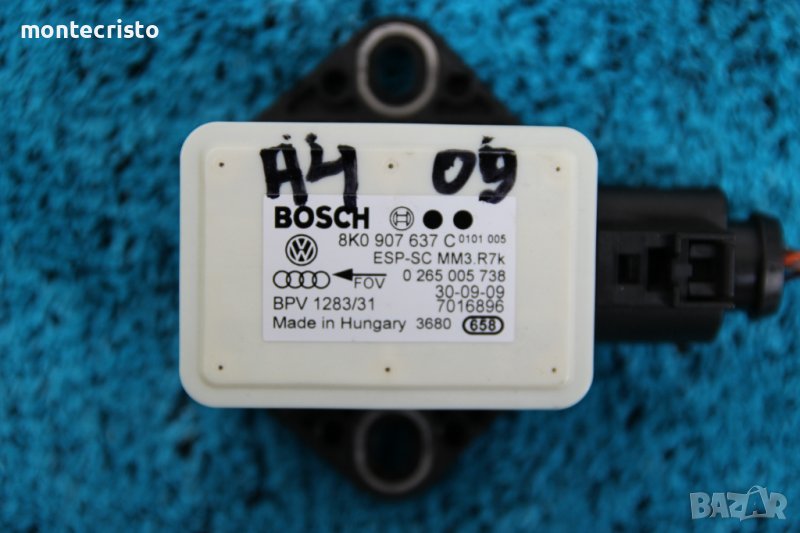 montecristo
A4 09
BOSCH
8K0 907 637 C 0101 005
ESP-SC MM3.R7k
FOV 0 265 005 738
30-09-09
BPV 1283/31 7016896
Made in Hungary 3680 658
BAZAR